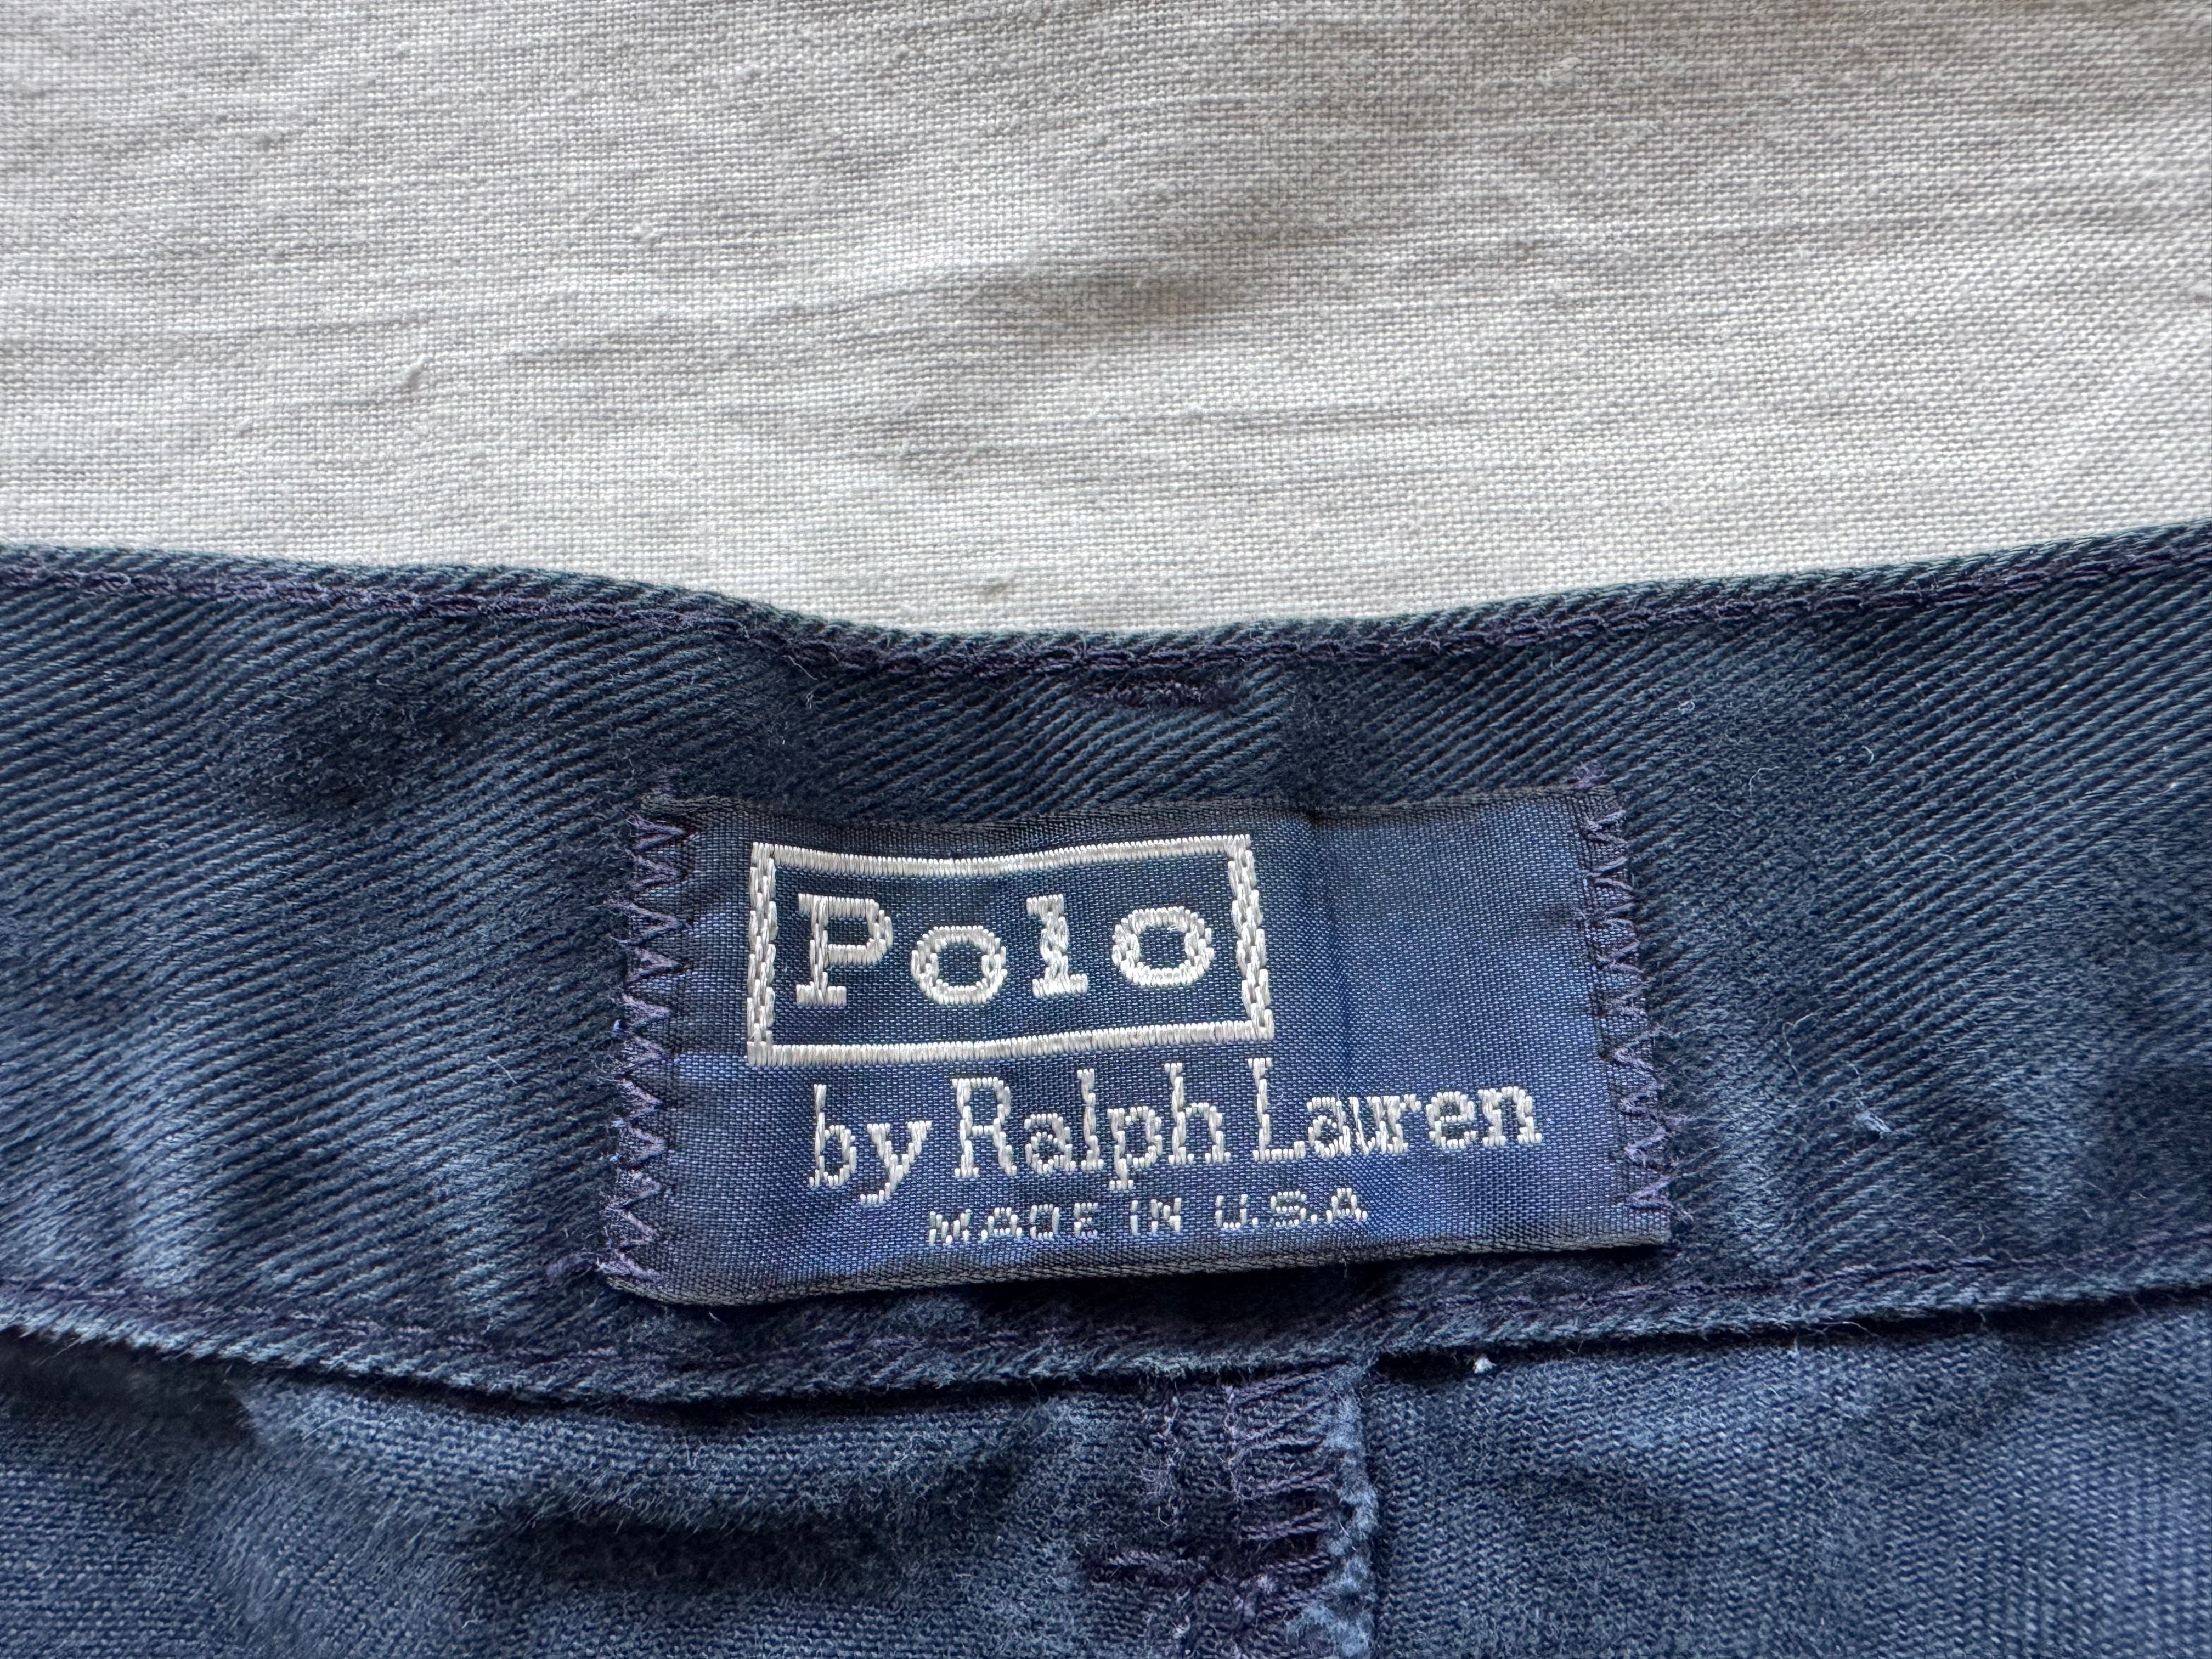 Polo
by Ralph Lauren
MADE IN U.S.A